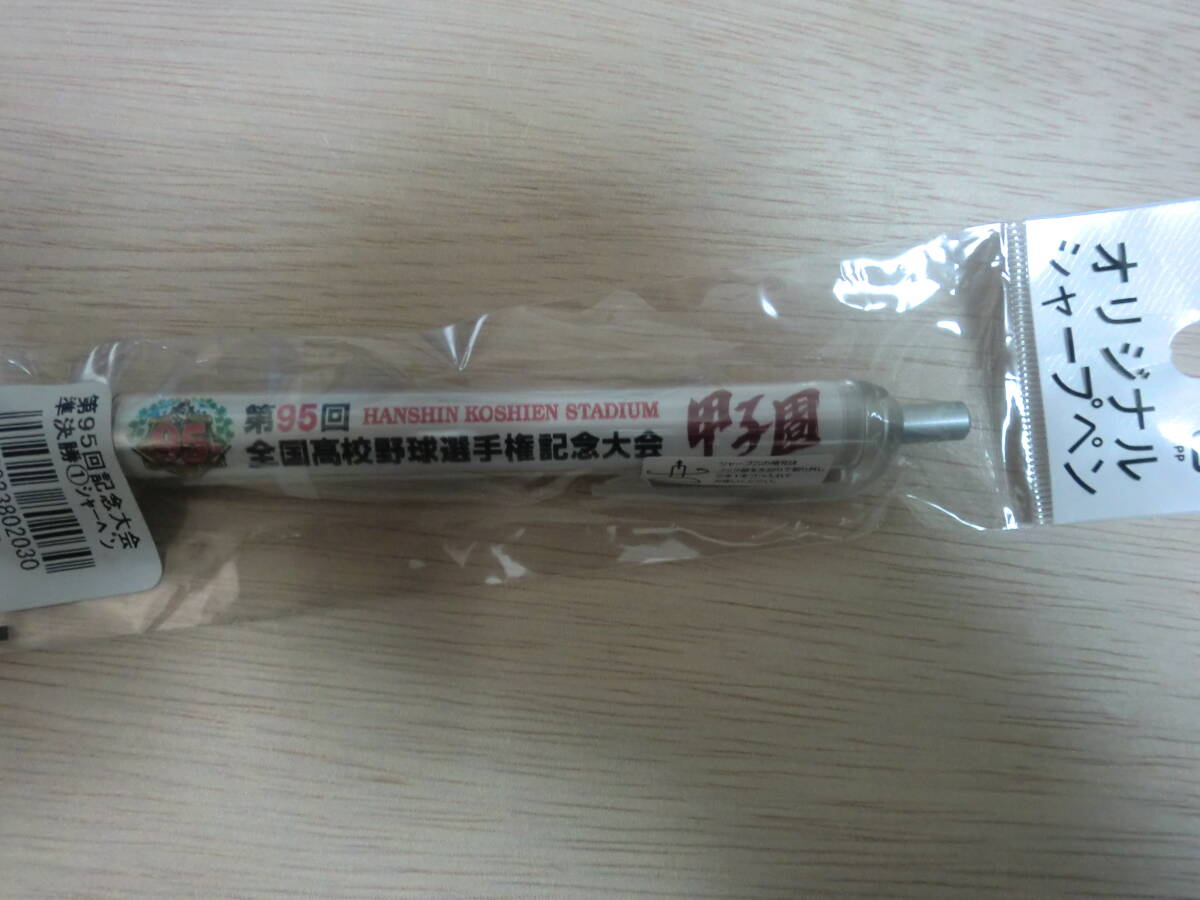 第95回 HANSHIN KOSHIEN STADIUM
全国高校野球選手権記念大会
甲子園
95
オリジナル
シャープペン
PP
第95回記念大会
準決勝①シャーペン